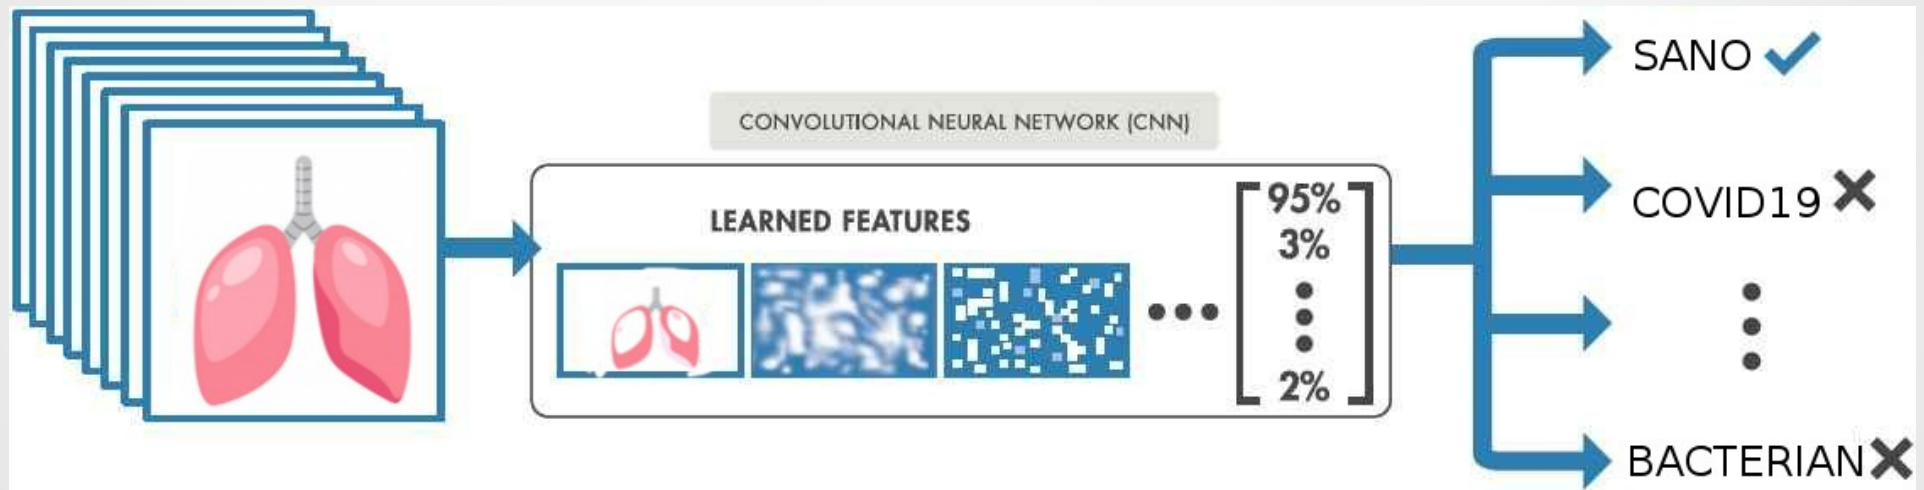 CONVOLUTIONAL NEURAL NETWORK (CNN)
LEARNED FEATURES
95%
3%
2%
SANO
COVID19
BACTERIAN